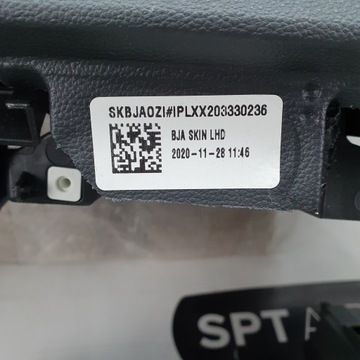 SKBJAOZI#IPLXX203330236
BJA SKIN LHD
2020-11-28 11:46
SPT A